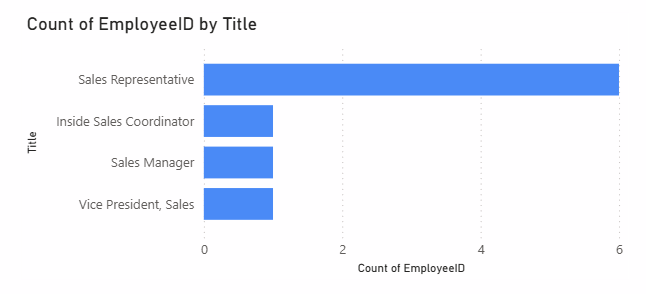 Count of EmployeeID by Title
Title
Sales Representative
Inside Sales Coordinator
Sales Manager
Vice President, Sales
0 2 4 6
Count of EmployeeID